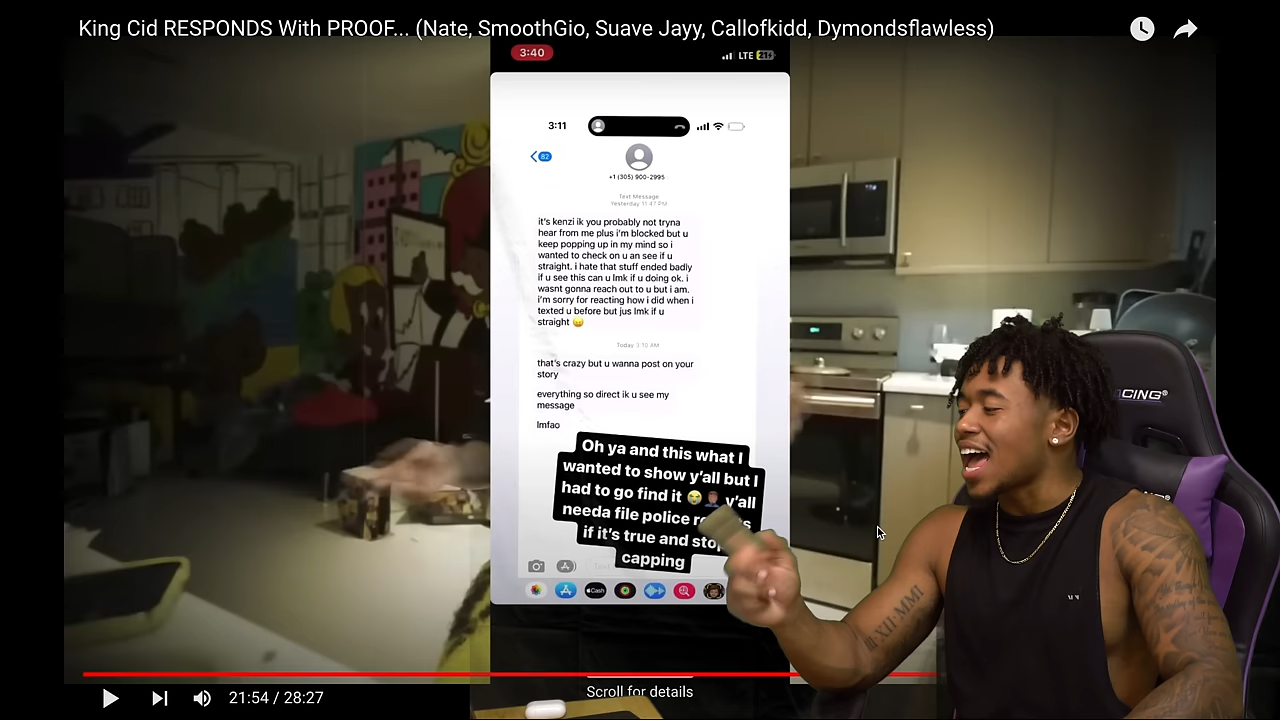 King Cid RESPONDS With PROOF... (Nate, SmoothGio, Suave Jayy, Callofkidd, Dymondsflawless)
3:40
LTE
3:11
82
+1 (305) 900-2995
Text Message
Yesterday 11:47 PM
it's kenzi ik you probably not tryna
hear from me plus i'm blocked but u
keep popping up in my mind so i
wanted to check on u an see if u
straight. i hate that stuff ended badly
if u see this can u lmk if u doing ok. i
wasnt gonna reach out to u but i am.
i'm sorry for reacting how i did when i
texted u before but jus lmk if u
straight 😛
Today 3:10 AM
that's crazy but u wanna post on your
story
everything so direct ik u see my
message
lmfao
Oh ya and this what I
wanted to show y'all but I
had to go find it 😭 🤦🏾‍♂️ y'all
needa file police
if it's true and stop
capping
Cash
CING®
III·XII·MMI
21:54 / 28:27
Scroll for details